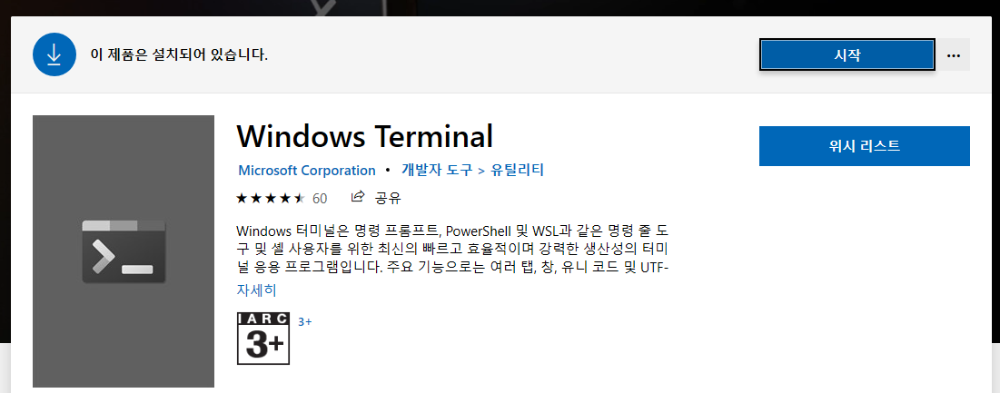 이 제품은 설치되어 있습니다.
시작
Windows Terminal
위시 리스트
Microsoft Corporation • 개발자 도구 > 유틸리티
60 공유
Windows 터미널은 명령 프롬프트, PowerShell 및 WSL과 같은 명령 줄 도
구 및 셸 사용자를 위한 최신의 빠르고 효율적이며 강력한 생산성의 터미
널 응용 프로그램입니다. 주요 기능으로는 여러 탭, 창, 유니 코드 및 UTF-
자세히
IARC
3+
3+